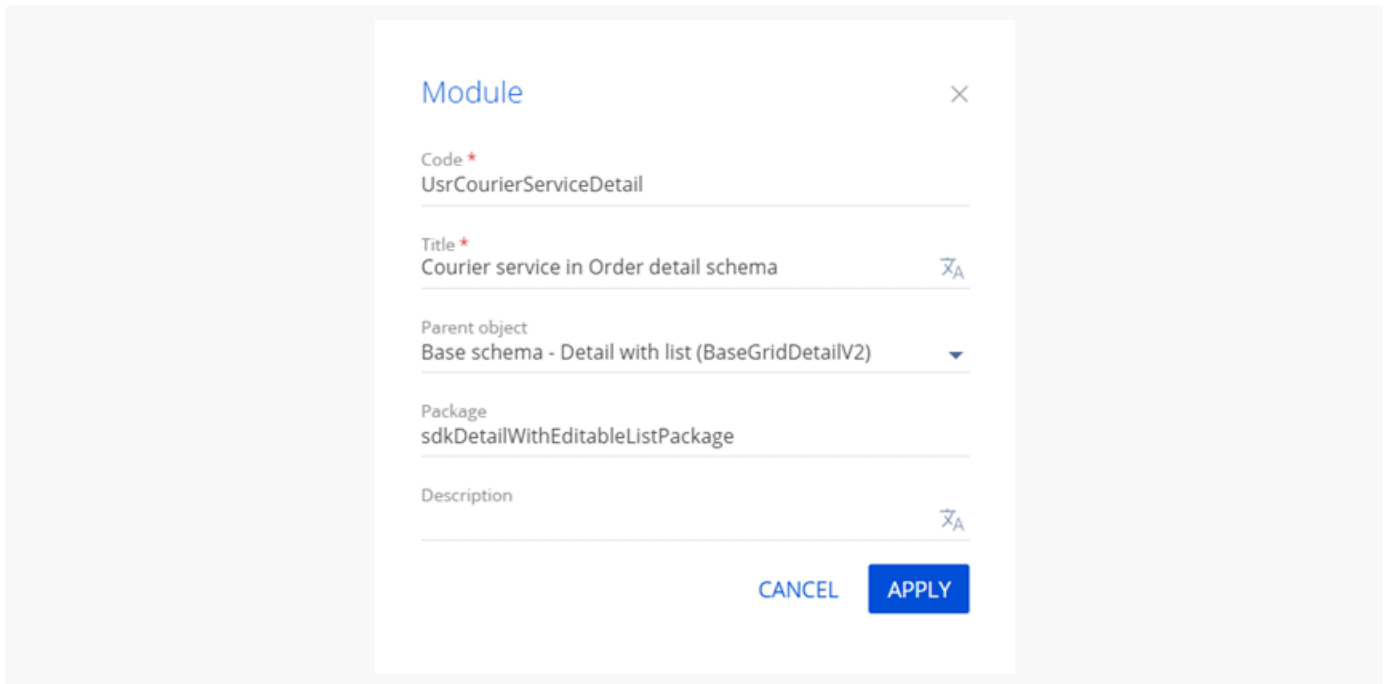 Module
Code *
UsrCourierServiceDetail
Title *
Courier service in Order detail schema
Parent object
Base schema - Detail with list (BaseGridDetailV2)
Package
sdkDetailWithEditableListPackage
Description
CANCEL APPLY